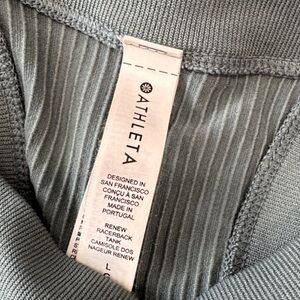 ATHLETA
DESIGNED IN
SAN FRANCISCO
CONÇU À SAN
FRANCISCO
MADE IN
PORTUGAL
RENEW
RACERBACK
TANK
CAMISOLE DOS
NAGEUR RENEW
L